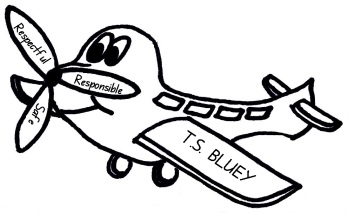 Respectful
Responsible
Safe
T.S. BLUEY